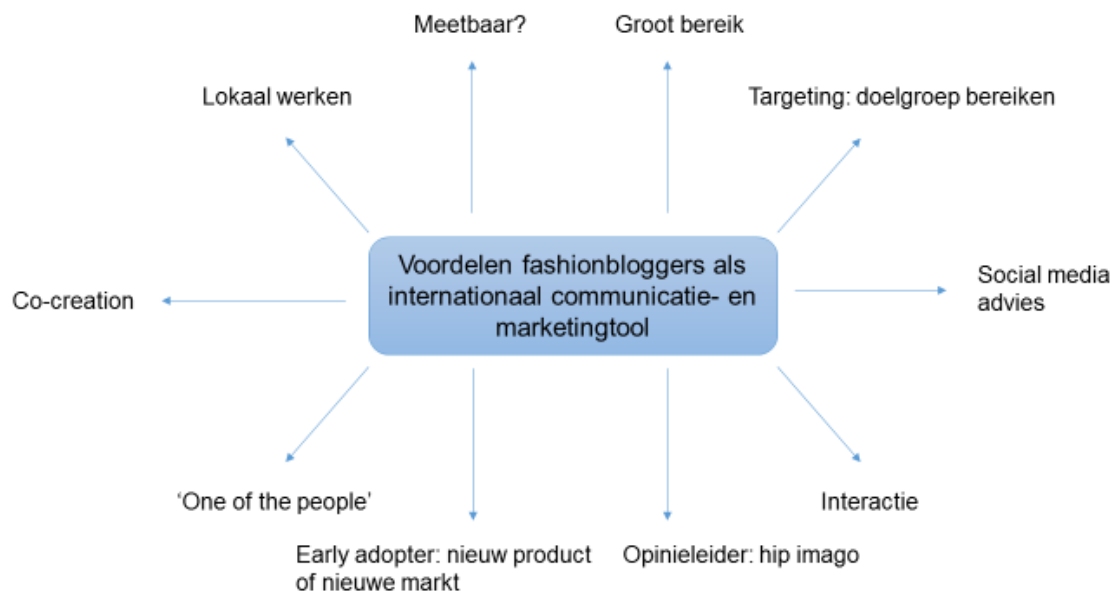 Meetbaar?
Groot bereik
Lokaal werken
Targeting: doelgroep bereiken
Voordelen fashionbloggers als
internationaal communicatie- en
marketingtool
Social media
advies
Co-creation
‘One of the people’
Interactie
Early adopter: nieuw product
of nieuwe markt
Opinieleider: hip imago